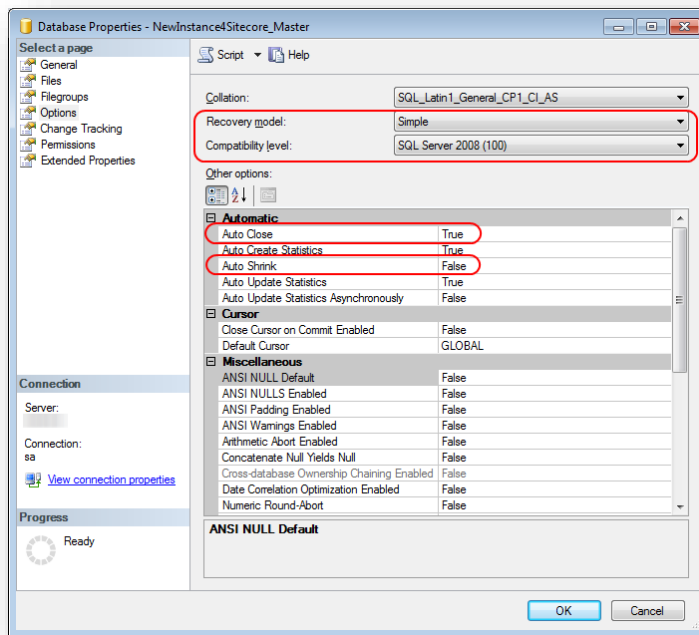 Database Properties - NewInstance4Sitecore_Master
Select a page
General
Files
Filegroups
Options
Change Tracking
Permissions
Extended Properties
Script
Help
Collation: SQL_Latin1_General_CP1_CI_AS
Recovery model: Simple
Compatibility level: SQL Server 2008 (100)
Other options:
Automatic
Auto Close True
Auto Create Statistics True
Auto Shrink False
Auto Update Statistics True
Auto Update Statistics Asynchronously False
Cursor
Close Cursor on Commit Enabled False
Default Cursor GLOBAL
Miscellaneous
ANSI NULL Default False
ANSI NULLS Enabled False
ANSI Padding Enabled False
ANSI Warnings Enabled False
Arithmetic Abort Enabled False
Concatenate Null Yields Null False
Cross-database Ownership Chaining Enabled False
Date Correlation Optimization Enabled False
Numeric Round-Abort False
ANSI NULL Default
Connection
Server:
Connection:
sa
View connection properties
Progress
Ready
OK
Cancel